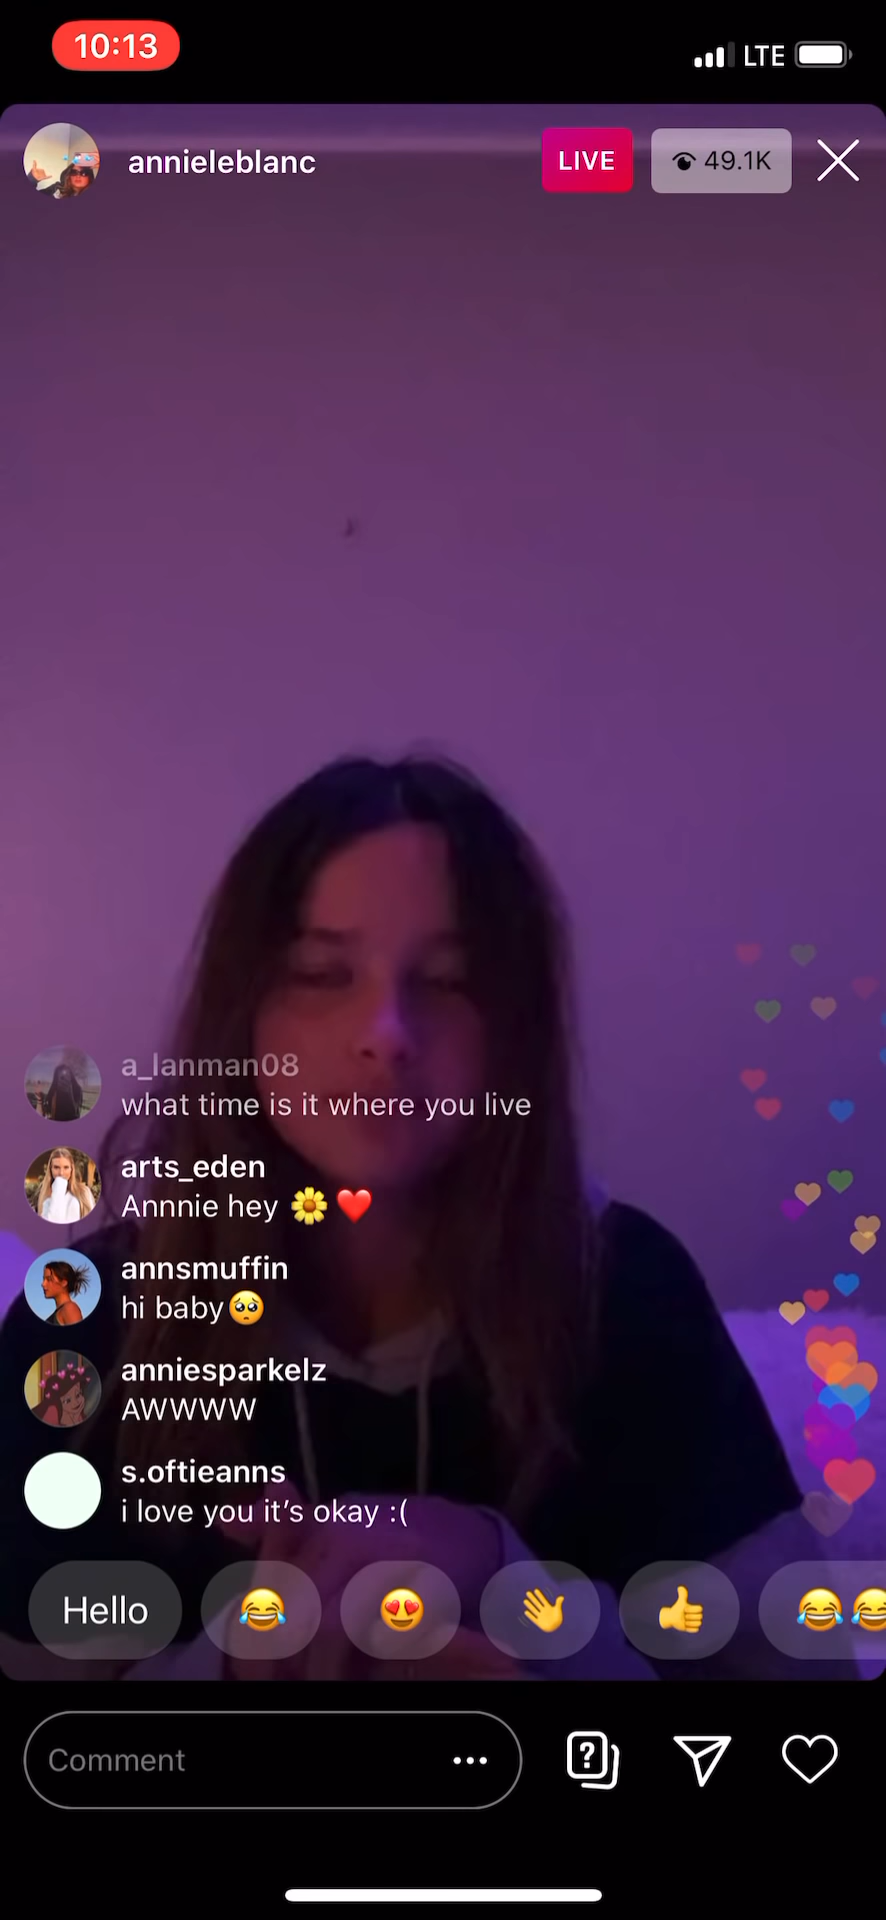 10:13
LTE
annieleblanc
LIVE
49.1K
a_lanman08
what time is it where you live
arts_eden
Annnie hey 🌼 ❤️
annsmuffin
hi baby🥺
anniesparkelz
AWWWW
s.oftieanns
i love you it’s okay :(
Hello
Comment